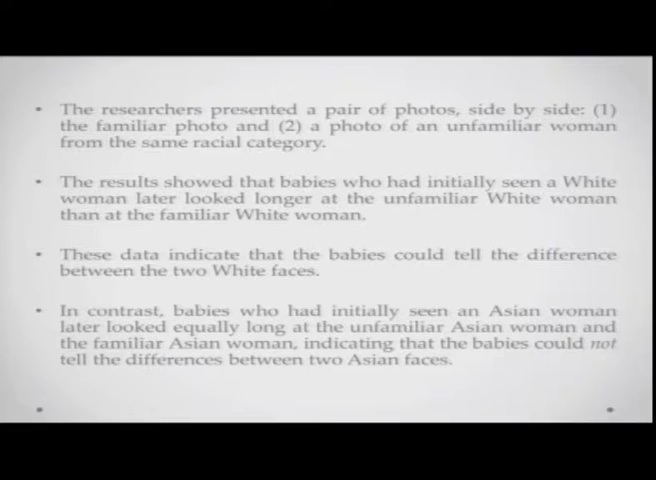 • The researchers presented a pair of photos, side by side: (1)
the familiar photo and (2) a photo of an unfamiliar woman
from the same racial category.
• The results showed that babies who had initially seen a White
woman later looked longer at the unfamiliar White woman
than at the familiar White woman.
• These data indicate that the babies could tell the difference
between the two White faces.
• In contrast, babies who had initially seen an Asian woman
later looked equally long at the unfamiliar Asian woman and
the familiar Asian woman, indicating that the babies could not
tell the differences between two Asian faces.